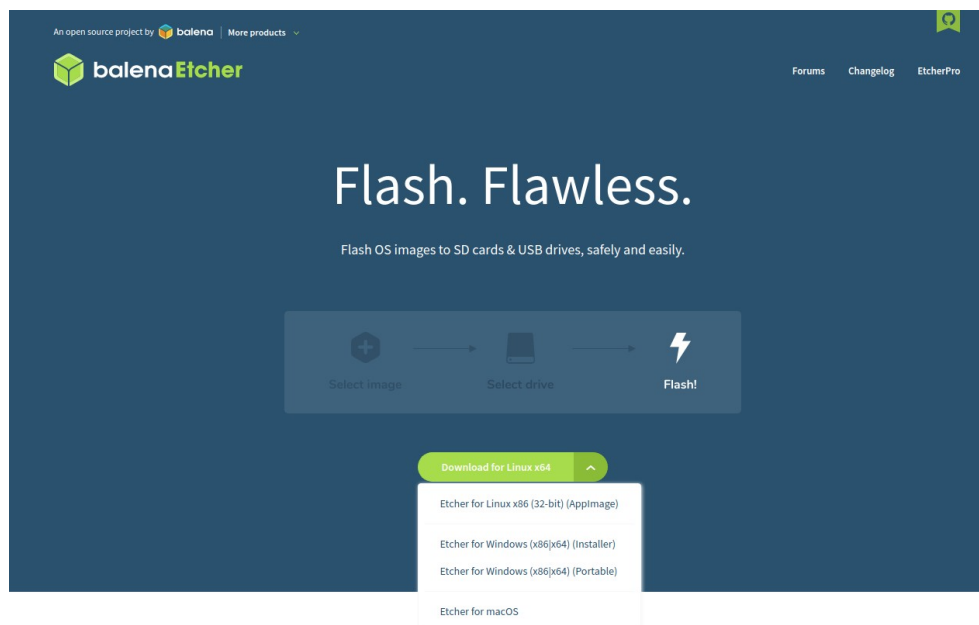 An open source project by balena | More products
balenaEtcher
Forums Changelog EtcherPro
Flash. Flawless.
Flash OS images to SD cards & USB drives, safely and easily.
Select image Select drive Flash!
Download for Linux x64
Etcher for Linux x86 (32-bit) (AppImage)
Etcher for Windows (x86|x64) (Installer)
Etcher for Windows (x86|x64) (Portable)
Etcher for macOS